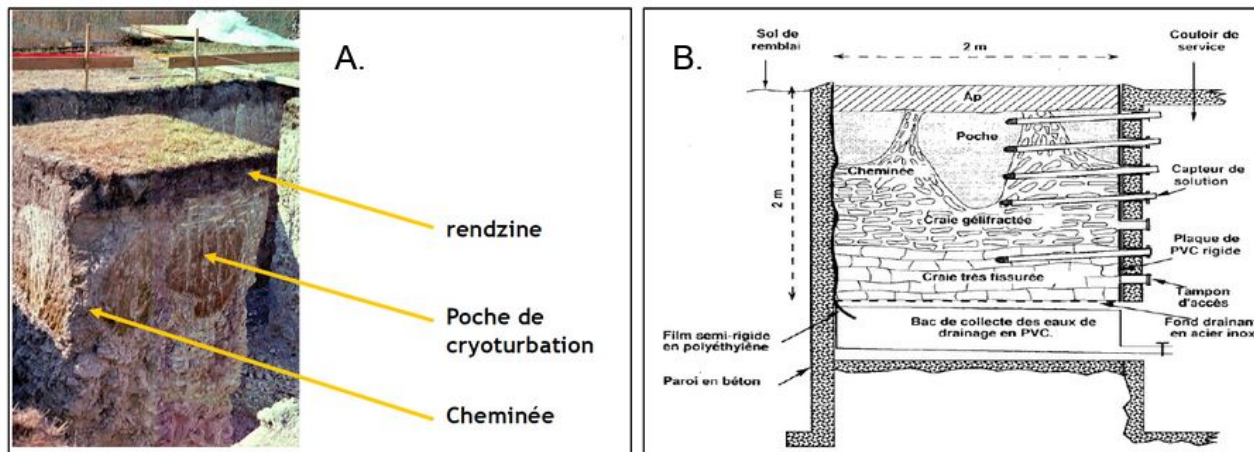 A.
rendzine
Poche de
cryoturbation
Cheminée
B.
Sol de
remblai
2 m
Couloir de
service
Ap
Poche
Cheminée
2 m
Capteur de
solution
Craie gélifractée
Plaque de
PVC rigide
Craie très fissurée
Tampon
d'accès
Film semi-rigide
en polyéthylène
Bac de collecte des eaux de
drainage en PVC.
Fond drainant
en acier inox
Paroi en béton